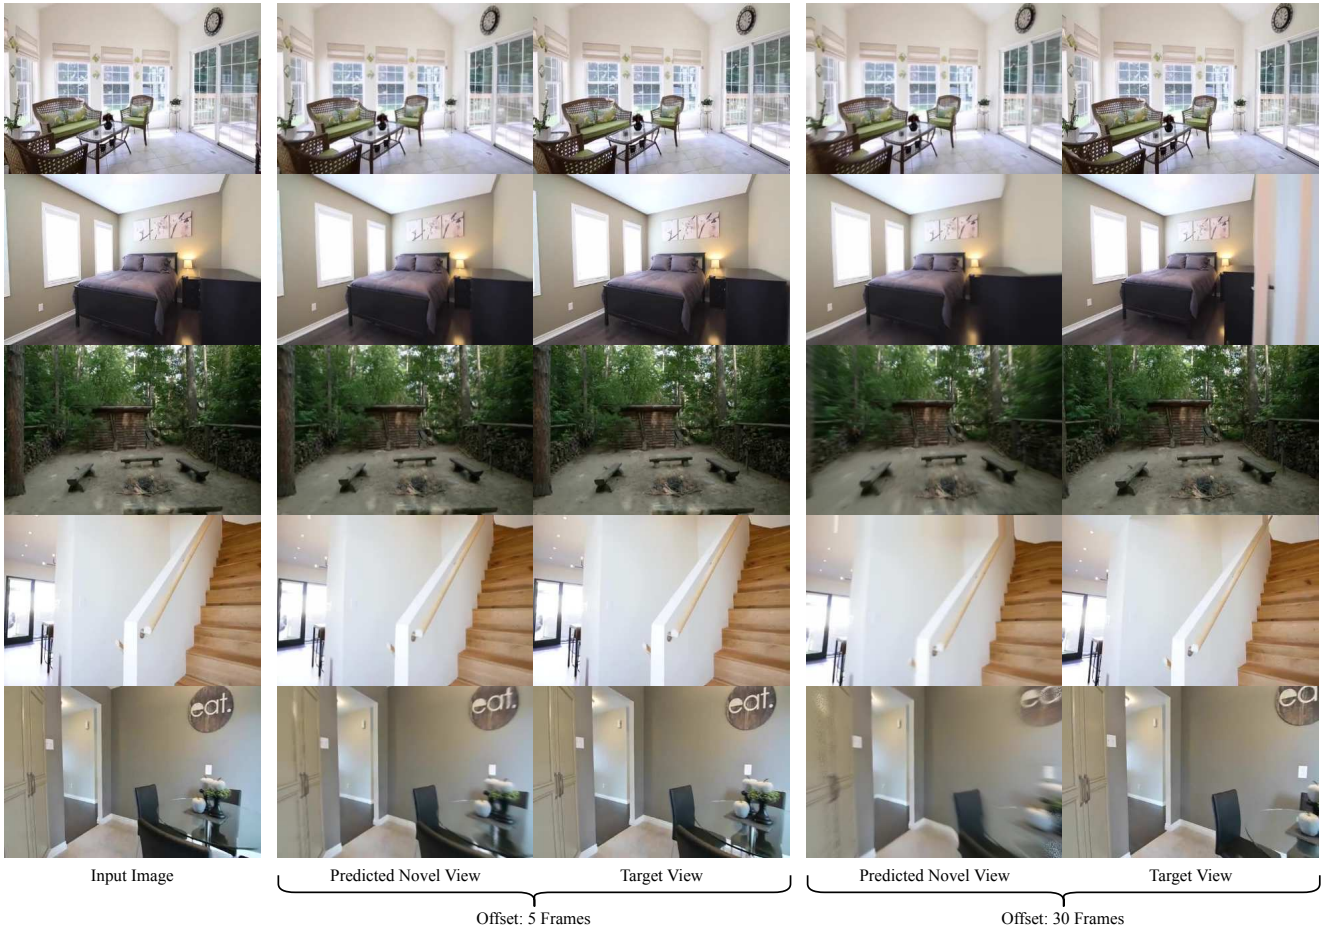 eat.
eat.
eat.
ea
Input Image
Predicted Novel View
Target View
Predicted Novel View
Target View
Offset: 5 Frames
Offset: 30 Frames